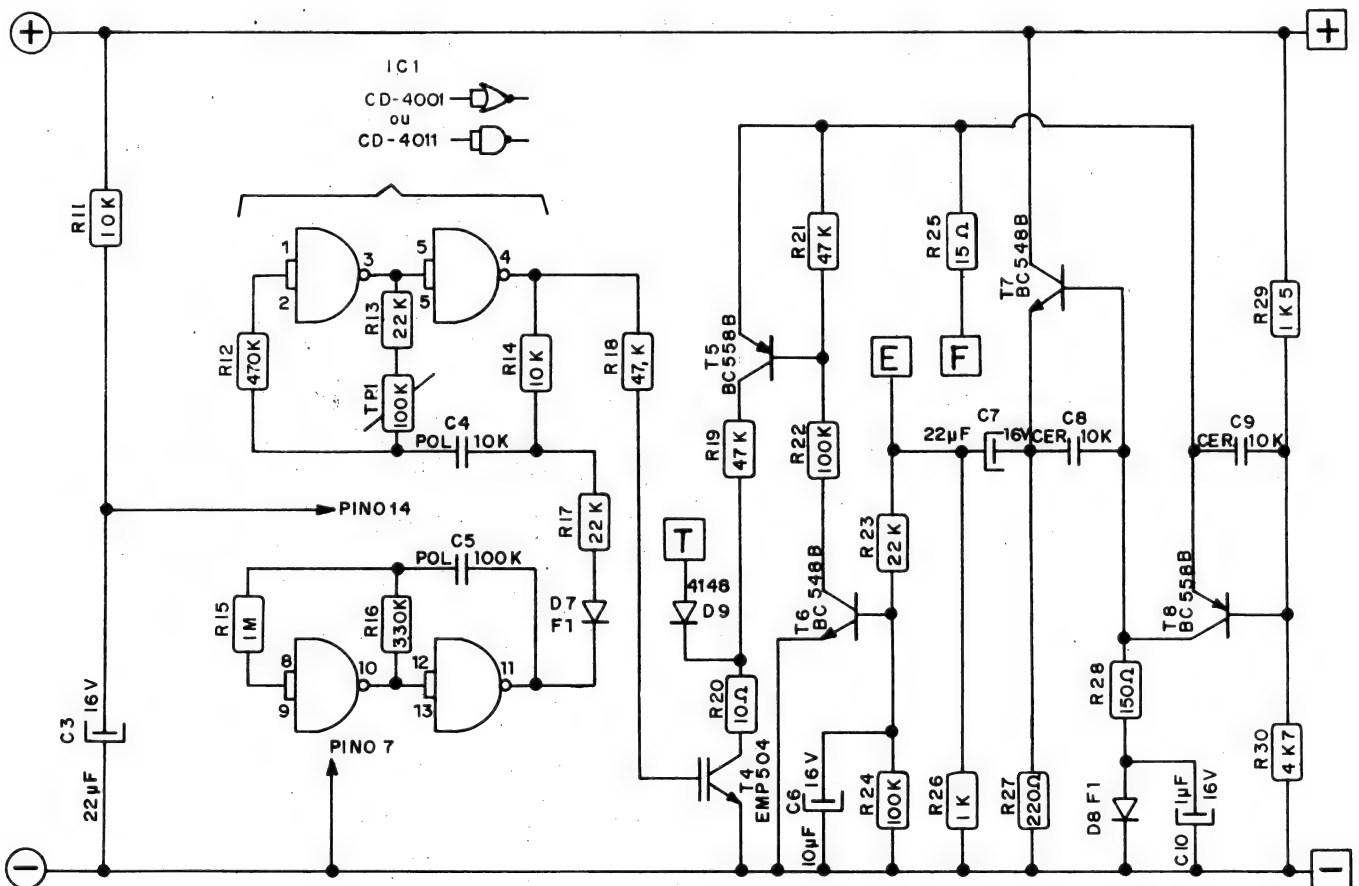 +
+
IC1
CD-4001
ou
CD-4011
R11
10K
1
2
3
5
5
4
R12
470K
R13
22K
TP1
100K
R14
10K
R18
47,K
C4
POL 10K
PINO 14
R17
22K
C5
POL 100K
R15
1M
R16
330K
D7
F1
8
9
10
12
13
11
C3
16V
22µF
PINO 7
T5
BC558B
R21
47K
R25
15Ω
E
F
R19
47K
R22
100K
T
4148
D9
R20
10Ω
T4
EMP504
T6
BC548B
R23
22K
C6
16V
10µF
R24
100K
R26
1K
R27
220Ω
T7
BC548B
C7
22µF 16V
C8
CER 10K
C9
CER 10K
R29
1K5
T8
BC558B
R28
150Ω
D8 F1
C10
1µF
16V
R30
4K7
−
−